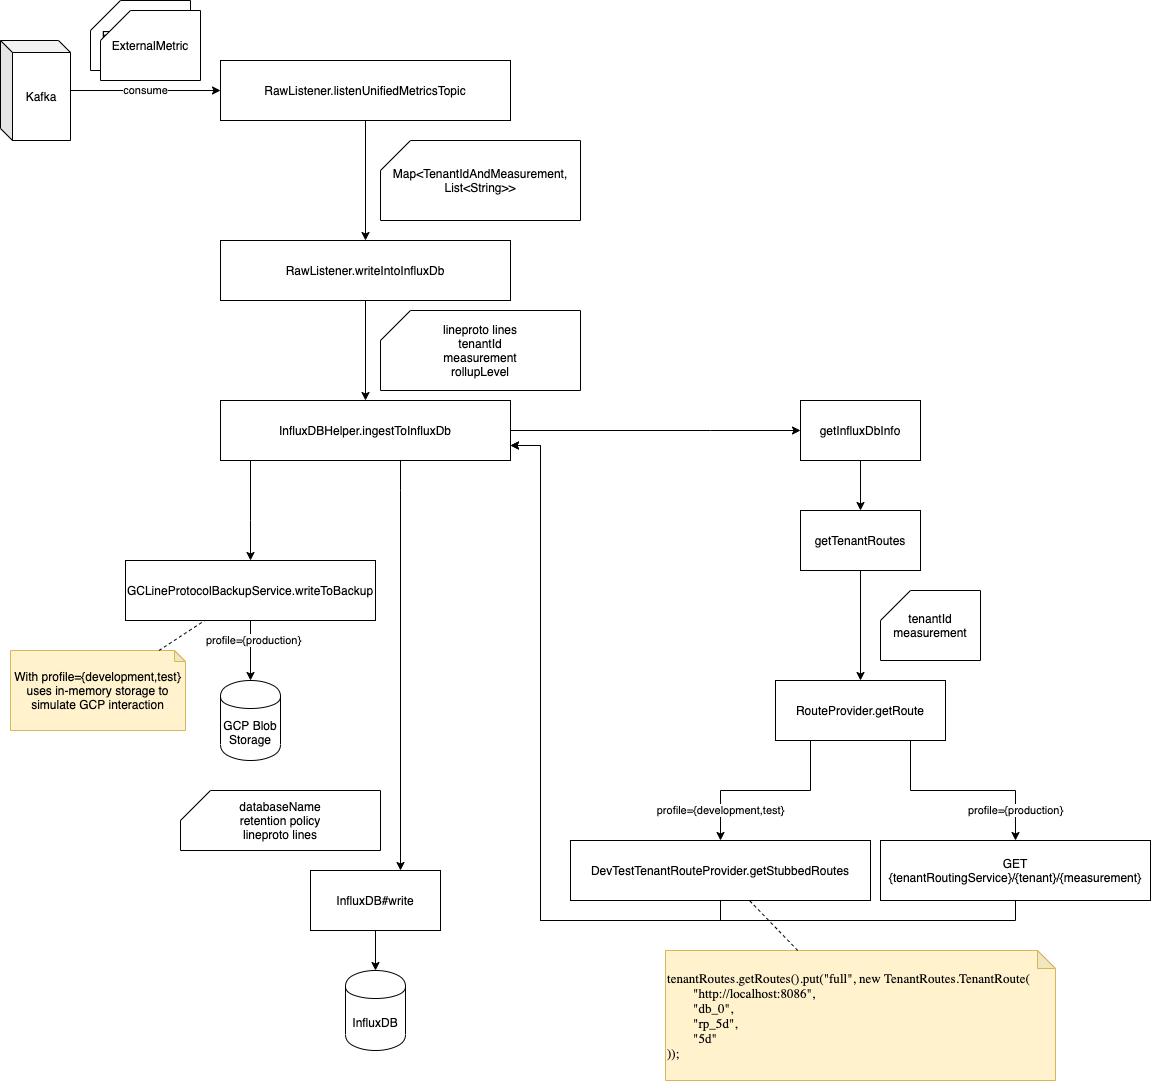 ExternalMetric
Kafka
consume
RawListener.listenUnifiedMetricsTopic
Map<TenantIdAndMeasurement,
List<String>>
RawListener.writeIntoInfluxDb
lineproto lines
tenantId
measurement
rollupLevel
InfluxDBHelper.ingestToInfluxDb
getInfluxDbInfo
getTenantRoutes
GCLineProtocolBackupService.writeToBackup
tenantId
measurement
profile={production}
With profile={development,test}
uses in-memory storage to
simulate GCP interaction
RouteProvider.getRoute
GCP Blob
Storage
databaseName
retention policy
lineproto lines
profile={development,test}
profile={production}
DevTestTenantRouteProvider.getStubbedRoutes
GET
{tenantRoutingService}/{tenant}/{measurement}
InfluxDB#write
InfluxDB
tenantRoutes.getRoutes().put("full", new TenantRoutes.TenantRoute(
"http://localhost:8086",
"db_0",
"rp_5d",
"5d"
));